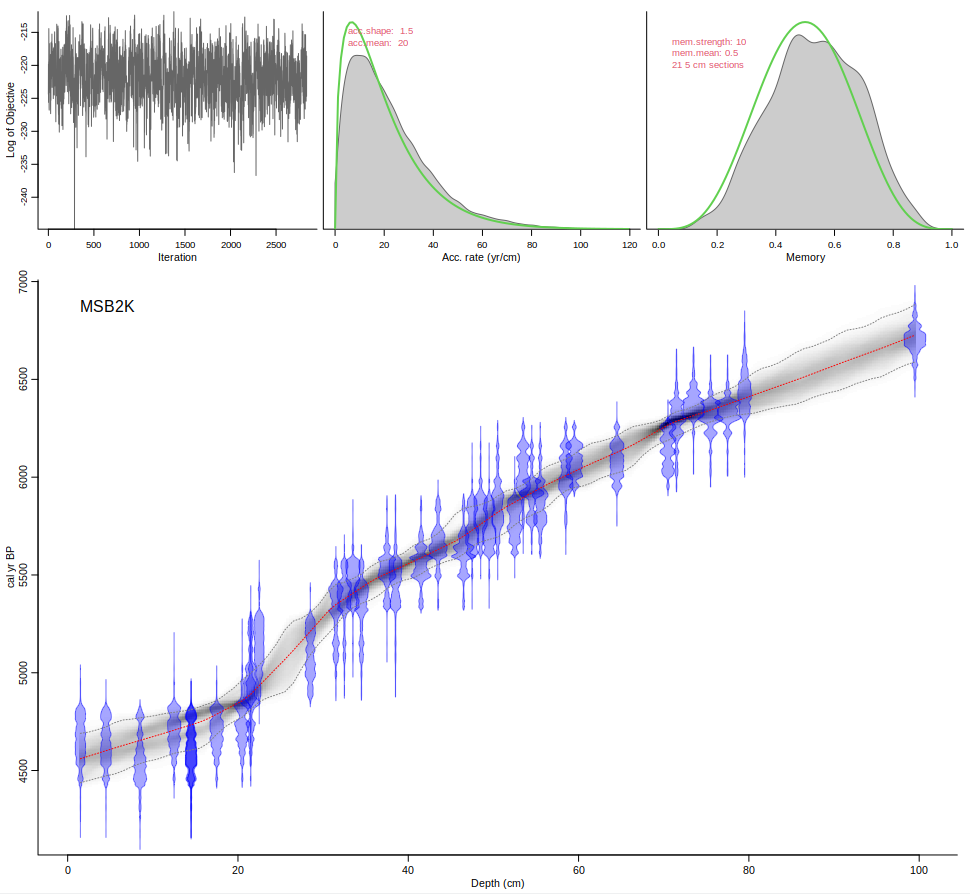 -215
-220
-225
-230
-235
-240
Log of Objective
0 500 1000 1500 2000 2500
Iteration
acc.shape: 1.5
acc.mean: 20
0 20 40 60 80 100 120
Acc. rate (yr/cm)
mem.strength: 10
mem.mean: 0.5
21 5 cm sections
0.0 0.2 0.4 0.6 0.8 1.0
Memory
MSB2K
7000
6500
6000
5500
5000
4500
cal yr BP
0 20 40 60 80 100
Depth (cm)